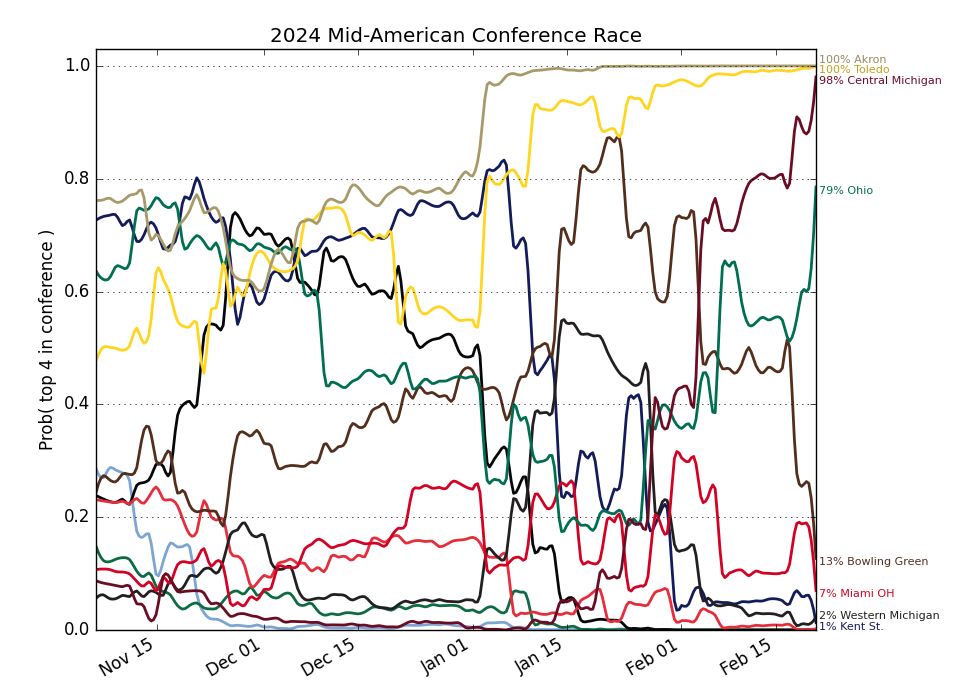 2024 Mid-American Conference Race
Prob( top 4 in conference )
1.0
0.8
0.6
0.4
0.2
0.0
Nov 15
Dec 01
Dec 15
Jan 01
Jan 15
Feb 01
Feb 15
100% Akron
100% Toledo
98% Central Michigan
79% Ohio
13% Bowling Green
7% Miami OH
2% Western Michigan
1% Kent St.